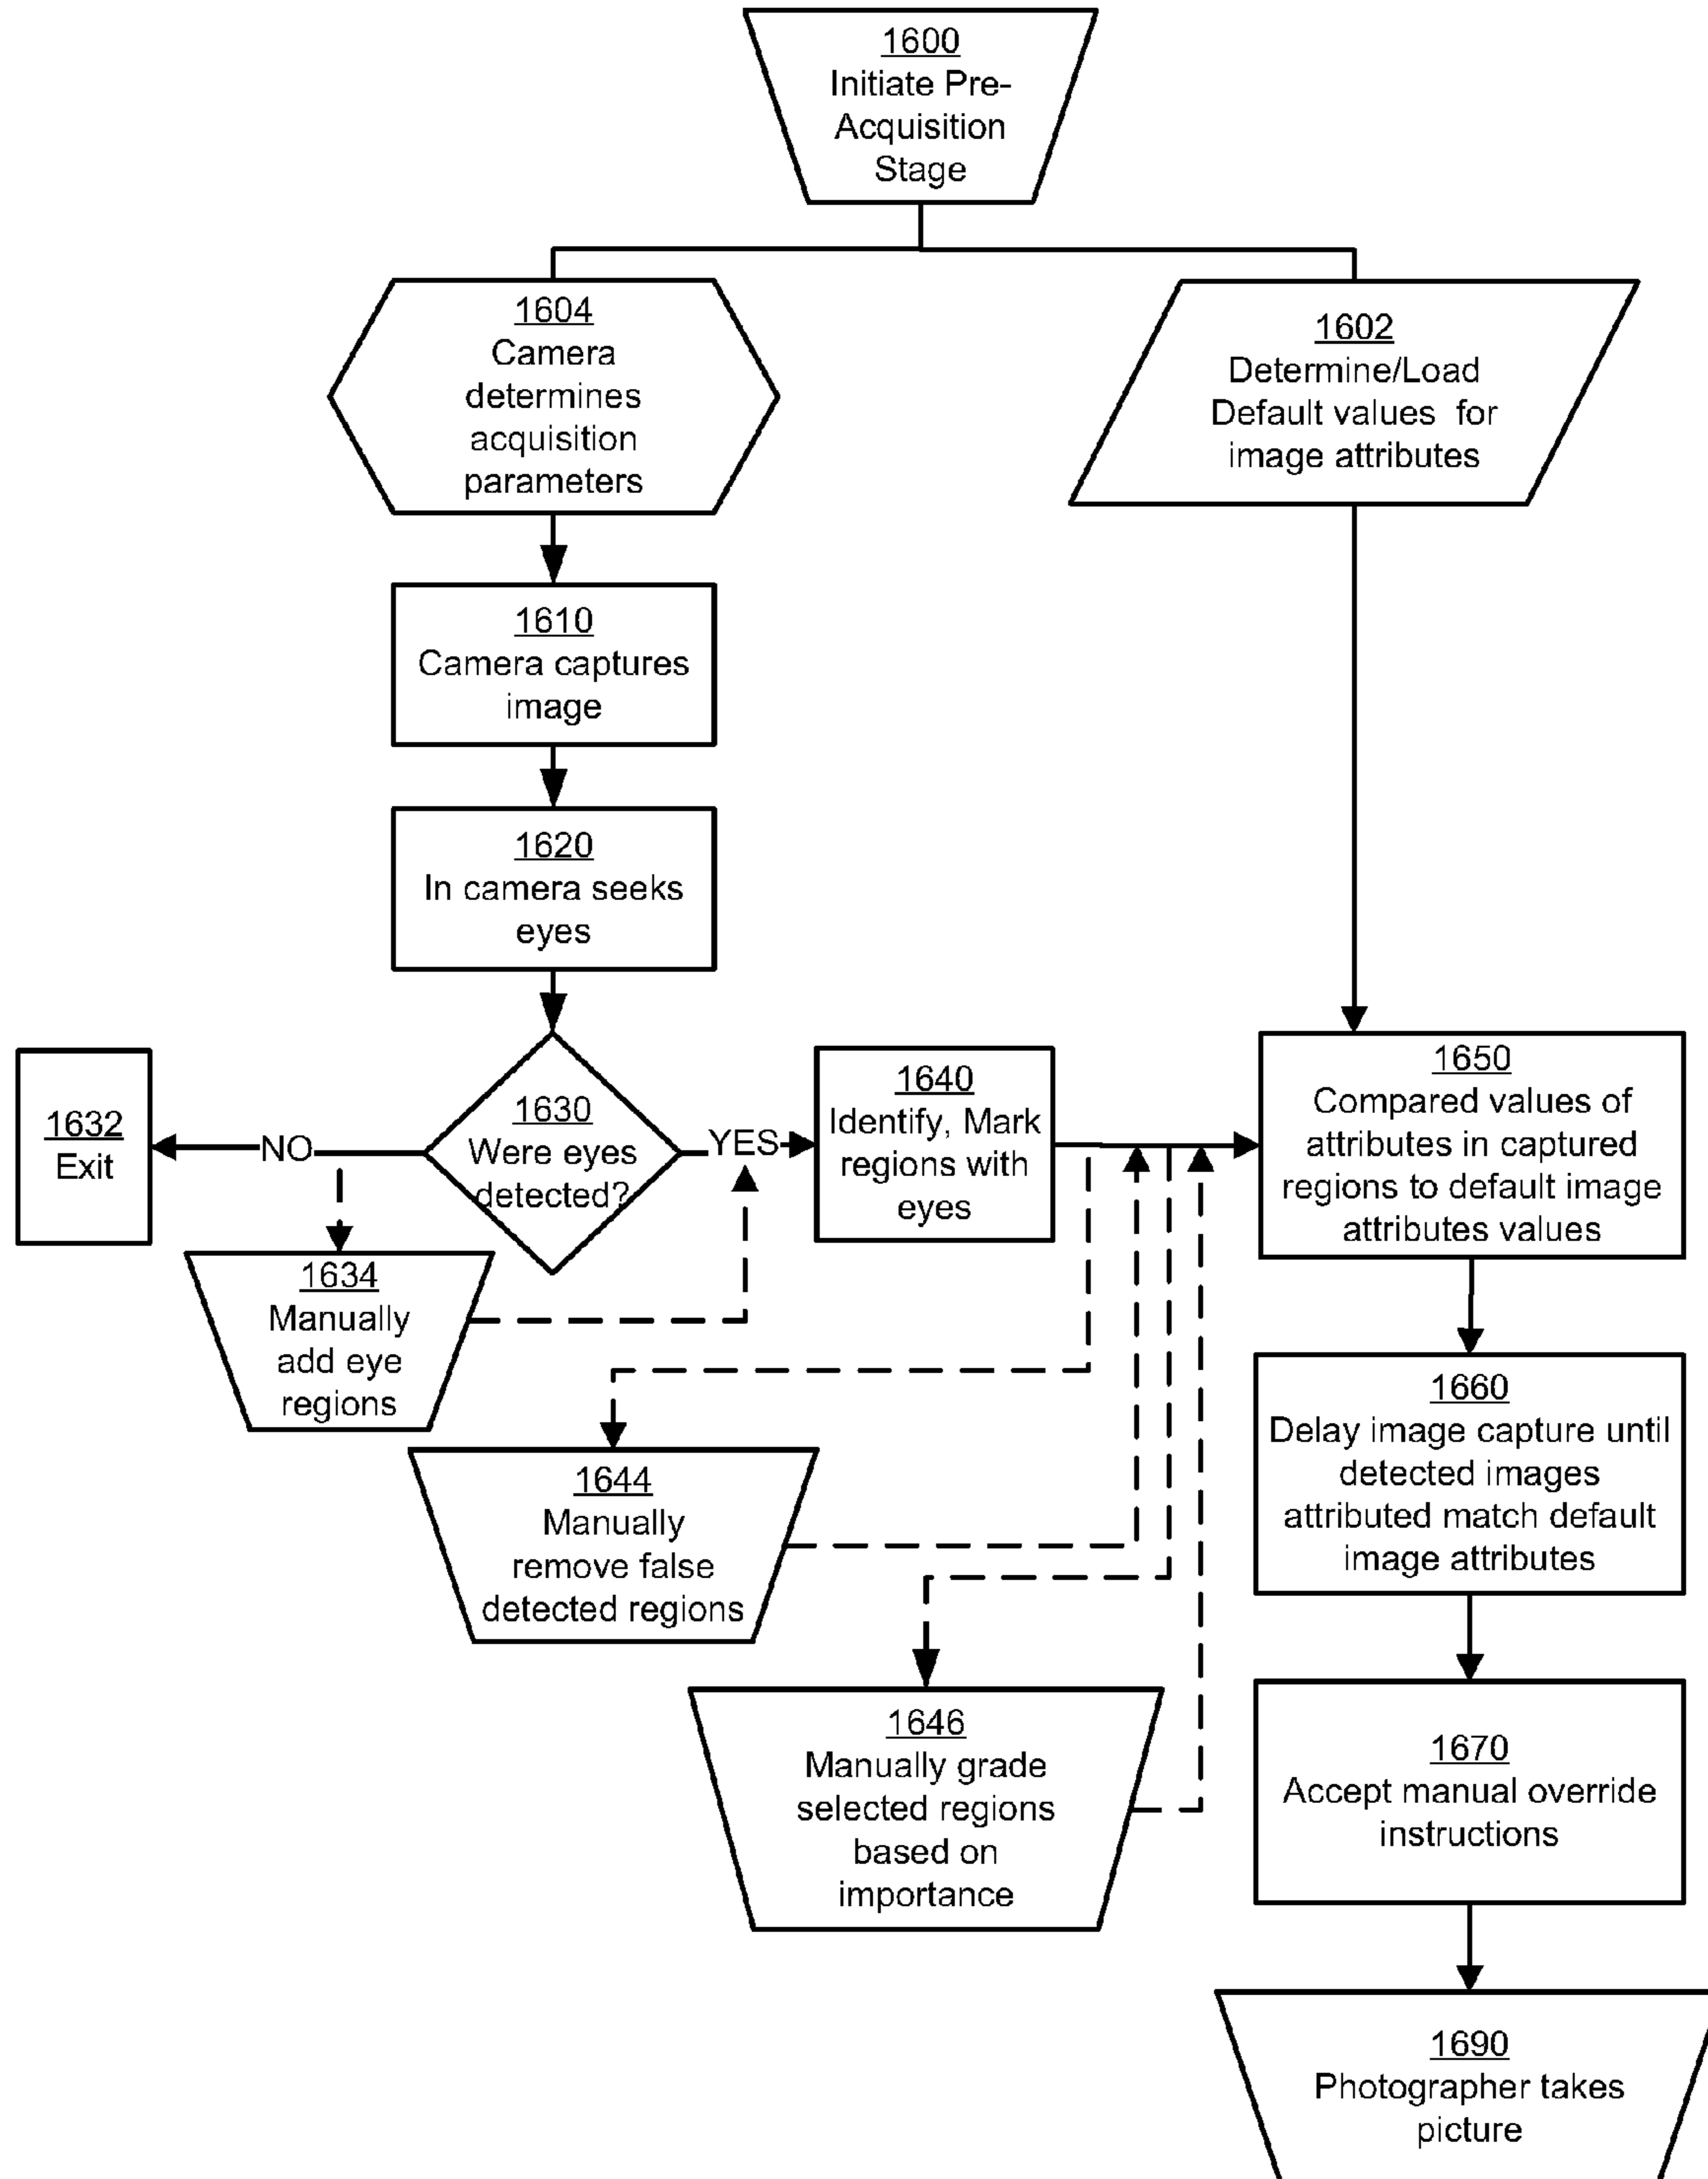 1600
Initiate Pre-
Acquisition
Stage
1604
Camera
determines
acquisition
parameters
1602
Determine/Load
Default values for
image attributes
1610
Camera captures
image
1620
In camera seeks
eyes
1630
Were eyes
detected?
NO
1632
Exit
1634
Manually
add eye
regions
YES
1640
Identify, Mark
regions with
eyes
1644
Manually
remove false
detected regions
1646
Manually grade
selected regions
based on
importance
1650
Compared values of
attributes in captured
regions to default image
attributes values
1660
Delay image capture until
detected images
attributed match default
image attributes
1670
Accept manual override
instructions
1690
Photographer takes
picture